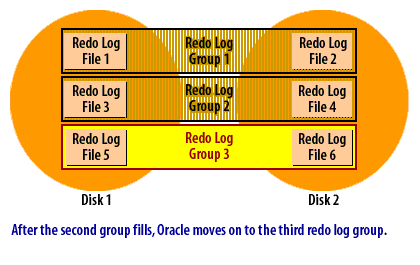 Redo Log File 1
Redo Log Group 1
Redo Log File 2
Redo Log File 3
Redo Log Group 2
Redo Log File 4
Redo Log File 5
Redo Log Group 3
Redo Log File 6
Disk 1
Disk 2
After the second group fills, Oracle moves on to the third redo log group.